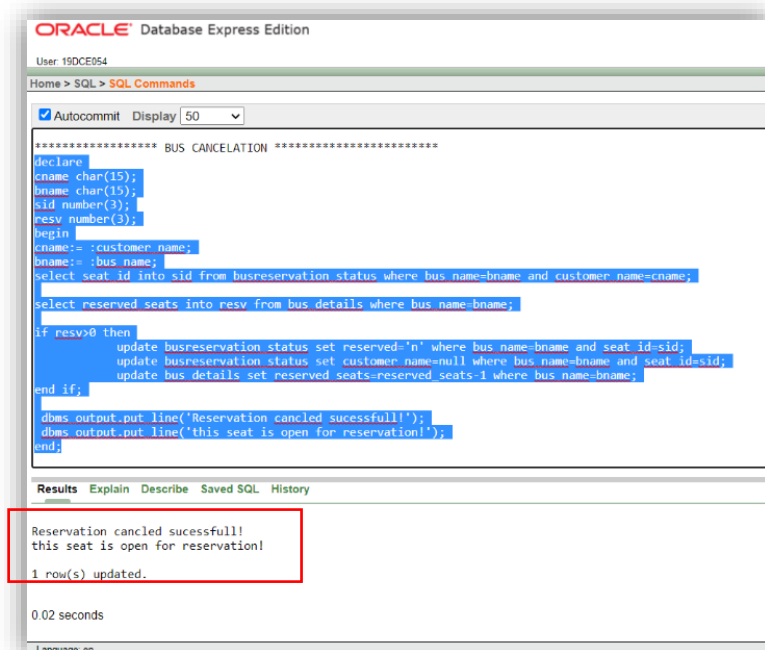 ORACLE® Database Express Edition
User: 19DCE054
Home > SQL > SQL Commands
Autocommit Display 50
****************** BUS CANCELATION ************************
declare
cname char(15);
bname char(15);
sid number(3);
resv number(3);
begin
cname:= :customer_name;
bname:= :bus_name;
select seat_id into sid from busreservation_status where bus_name=bname and customer_name=cname;
select reserved_seats into resv from bus_details where bus_name=bname;
if resv>0 then
update busreservation_status set reserved='n' where bus_name=bname and seat_id=sid;
update busreservation_status set customer_name=null where bus_name=bname and seat_id=sid;
update bus_details set reserved_seats=reserved_seats-1 where bus_name=bname;
end if;
dbms_output.put_line('Reservation cancled sucessfull!');
dbms_output.put_line('this seat is open for reservation!');
end;
Results Explain Describe Saved SQL History
Reservation cancled sucessfull!
this seat is open for reservation!
1 row(s) updated.
0.02 seconds
Language: en